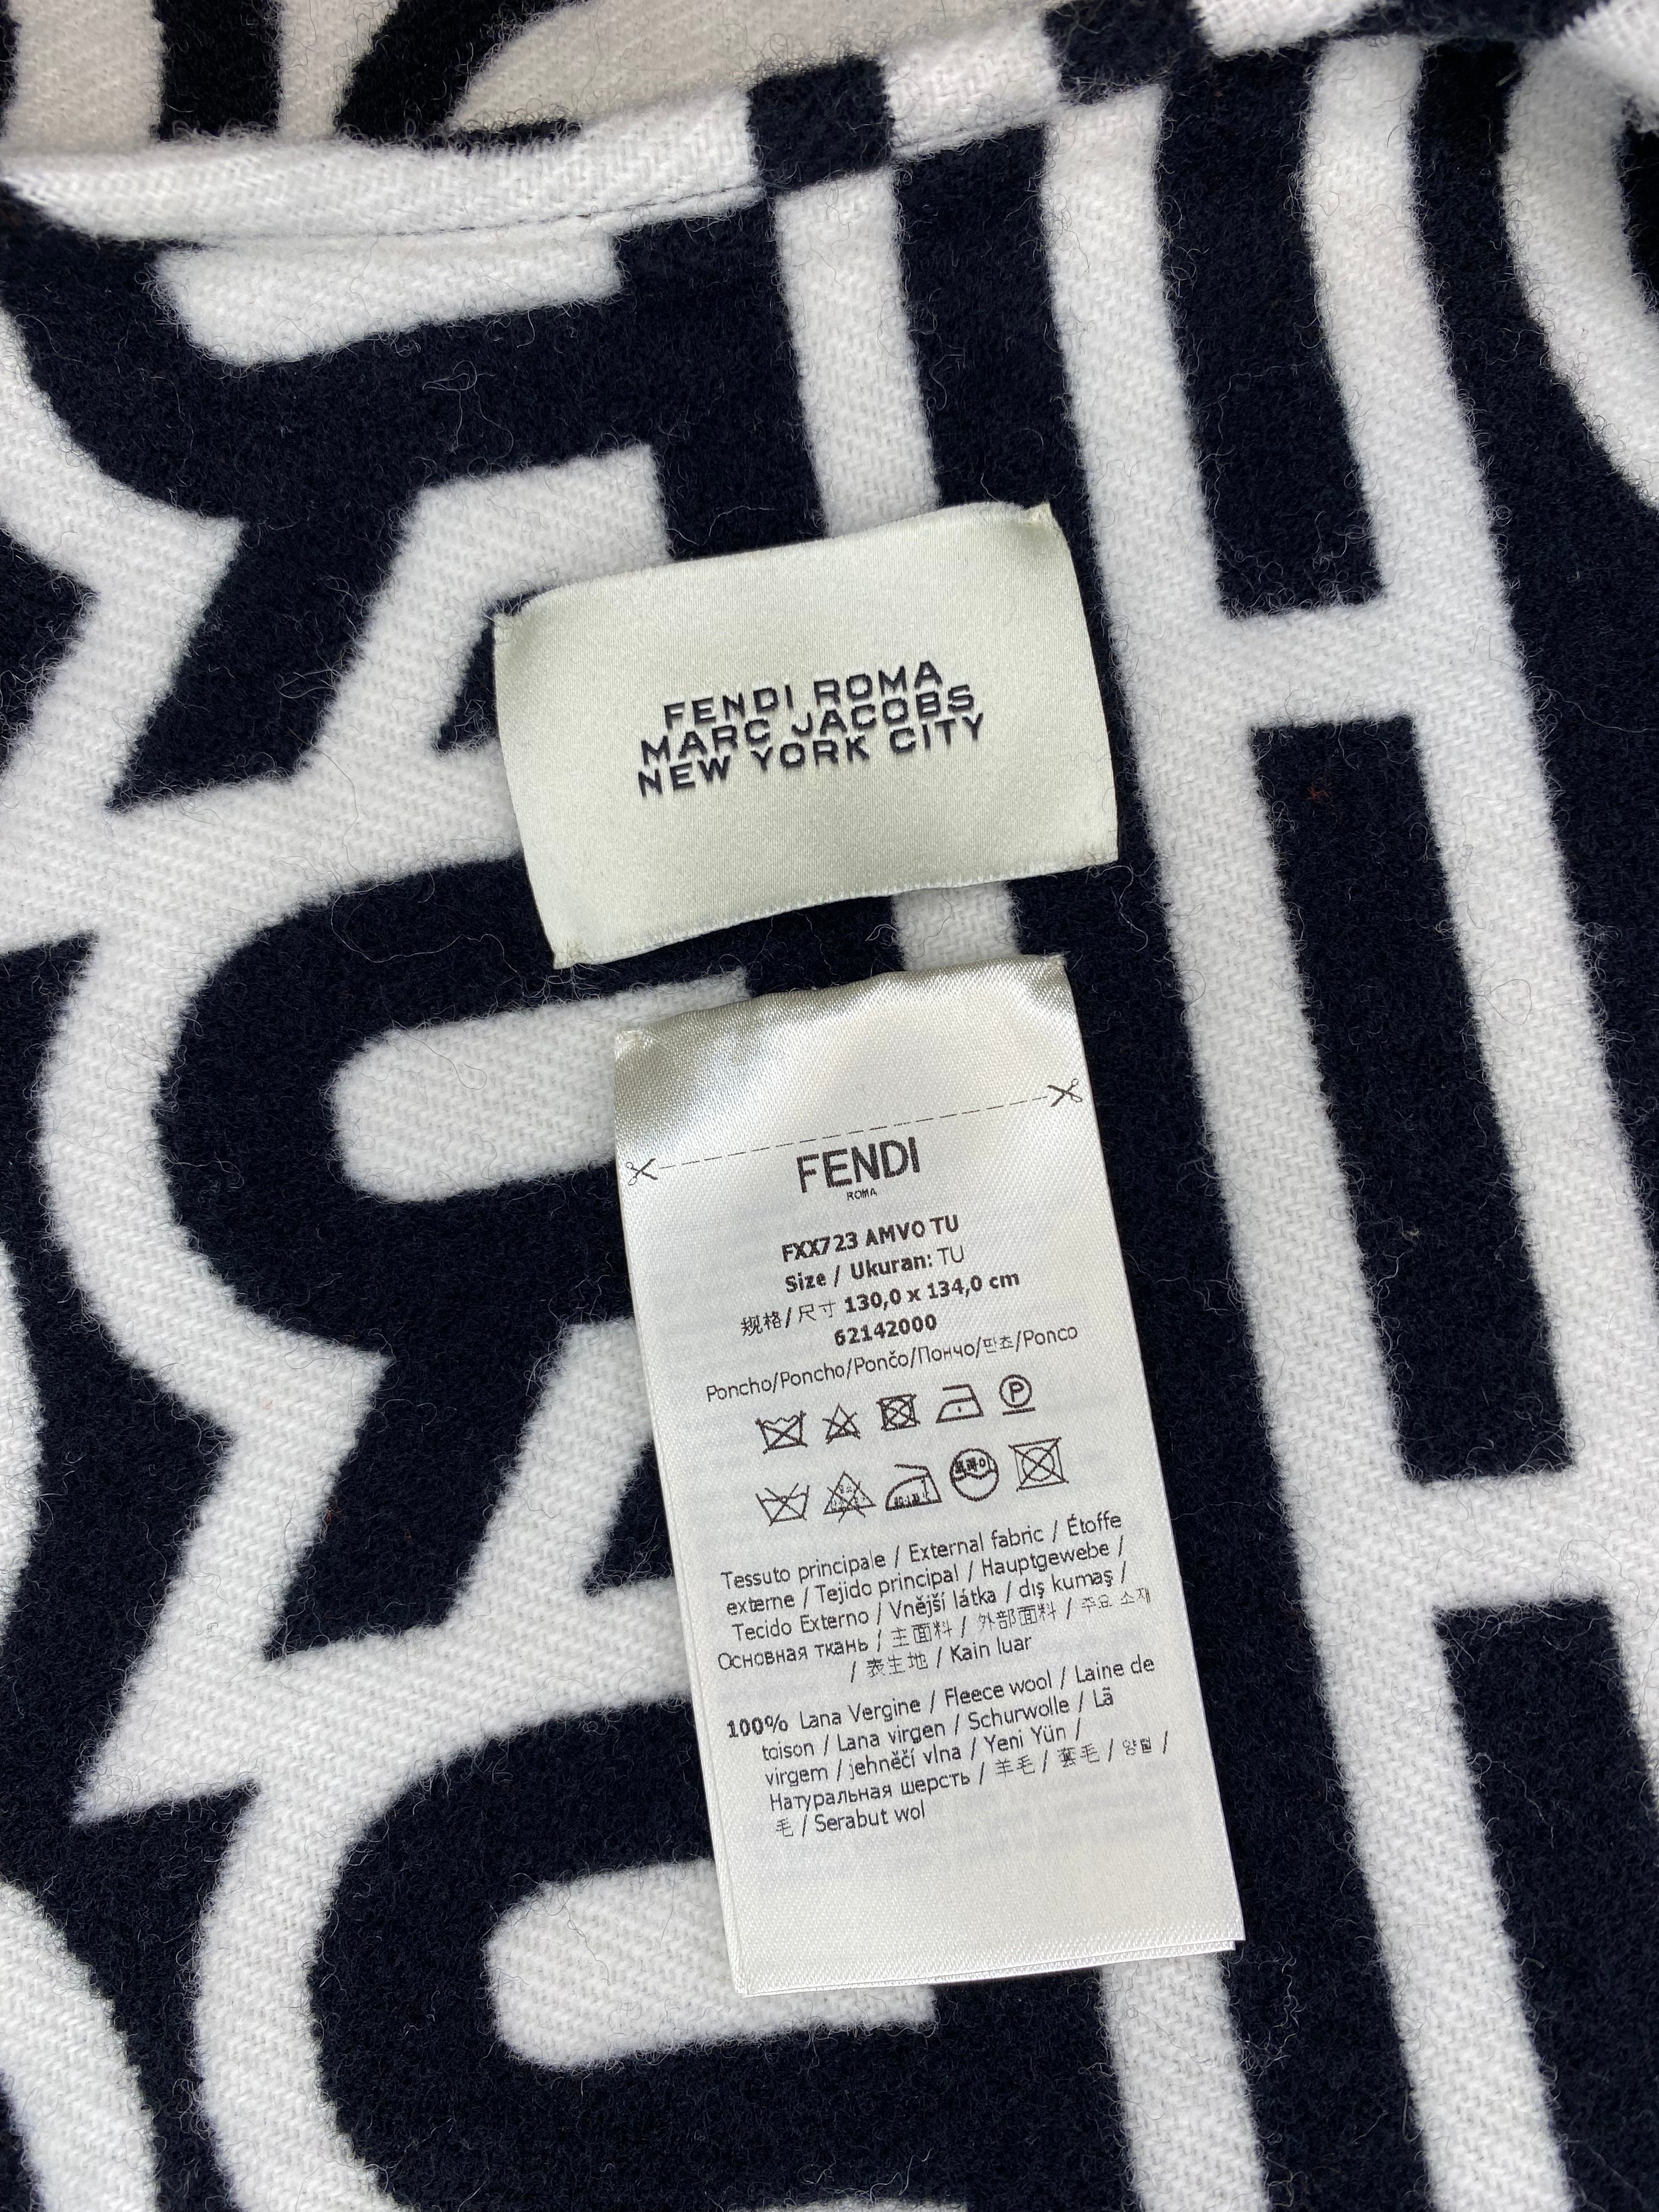 FENDI ROMA
MARC JACOBS
NEW YORK CITY
FENDI
ROMA
FXX723 AMVO TU
Size / Ukuran: TU
规格/尺寸 130,0 x 134,0 cm
62142000
Poncho/Poncho/Pončo/Пончо/판쵸/Ponco
P
Tessuto principale / External fabric / Étoffe
externe / Tejido principal / Hauptgewebe /
Tecido Externo / Vnější látka / dış kumaş /
Основная ткань / 主面料 / 外部面料 / 주요 소재
/ 表生地 / Kain luar
100% Lana Vergine / Fleece wool / Laine de
toison / Lana virgen / Schurwolle / Lã
virgem / jehněčí vlna / Yeni Yün /
Натуральная шерсть / 羊毛 / / 양털 /
毛 / Serabut wol